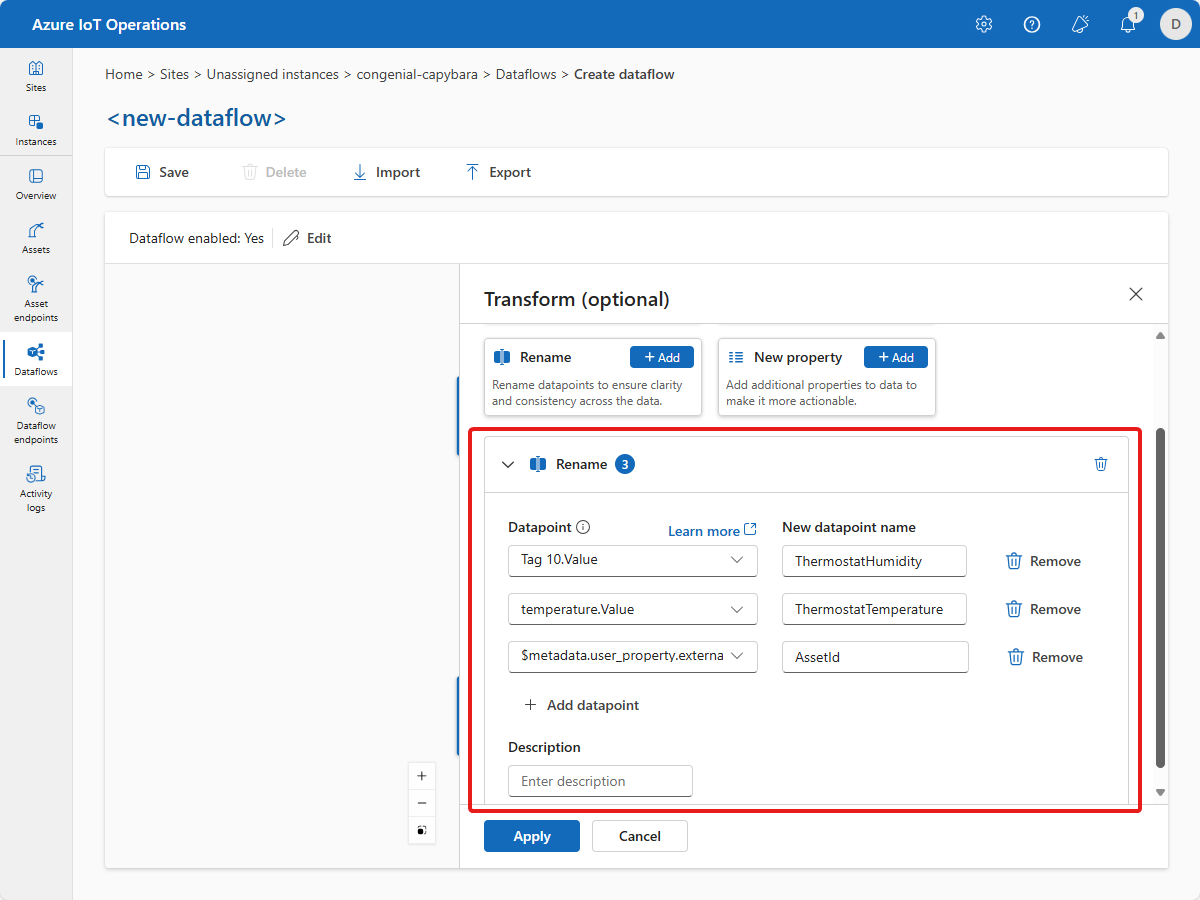 Azure IoT Operations
1
D
Home > Sites > Unassigned instances > congenial-capybara > Dataflows > Create dataflow
<new-dataflow>
Sites
Instances
Overview
Assets
Asset
endpoints
Dataflows
Dataflow
endpoints
Activity
logs
Save
Delete
Import
Export
Dataflow enabled: Yes
Edit
Transform (optional)
Rename
+ Add
Rename datapoints to ensure clarity
and consistency across the data.
New property
+ Add
Add additional properties to data to
make it more actionable.
Rename 3
Datapoint
Learn more
New datapoint name
Tag 10.Value
ThermostatHumidity
Remove
temperature.Value
ThermostatTemperature
Remove
$metadata.user_property.externa
AssetId
Remove
+ Add datapoint
Description
Enter description
+
−
Apply
Cancel